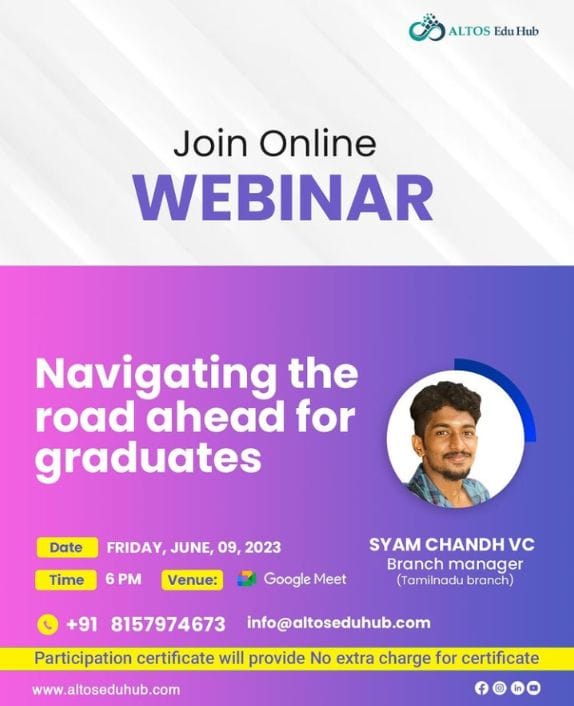 ALTOS Edu Hub
Join Online
WEBINAR
Navigating the
road ahead for
graduates
Date FRIDAY, JUNE, 09, 2023
Time 6 PM Venue: Google Meet
SYAM CHANDH VC
Branch manager
(Tamilnadu branch)
+91 8157974673 info@altoseduhub.com
Participation certificate will provide No extra charge for certificate
www.altoseduhub.com